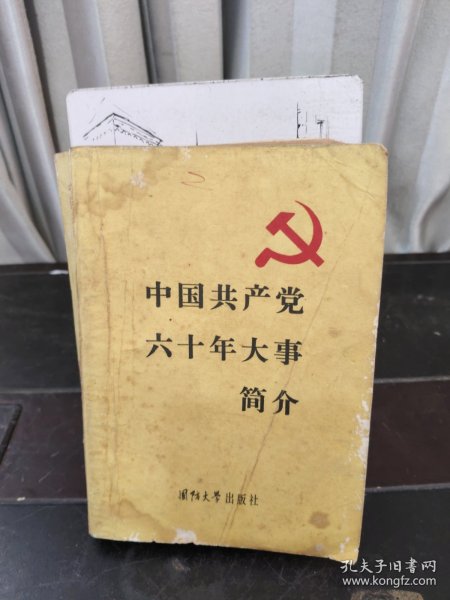 中国共产党
六十年大事
简介
国防大学出版社
孔夫子旧书网
www.kongfz.com